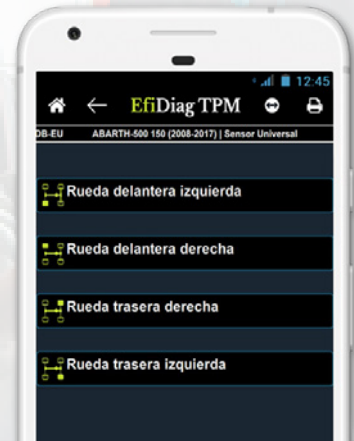 12:45
EfiDiag TPM
DB-EU ABARTH-500 150 (2008-2017) | Sensor Universal
Rueda delantera izquierda
Rueda delantera derecha
Rueda trasera derecha
Rueda trasera izquierda